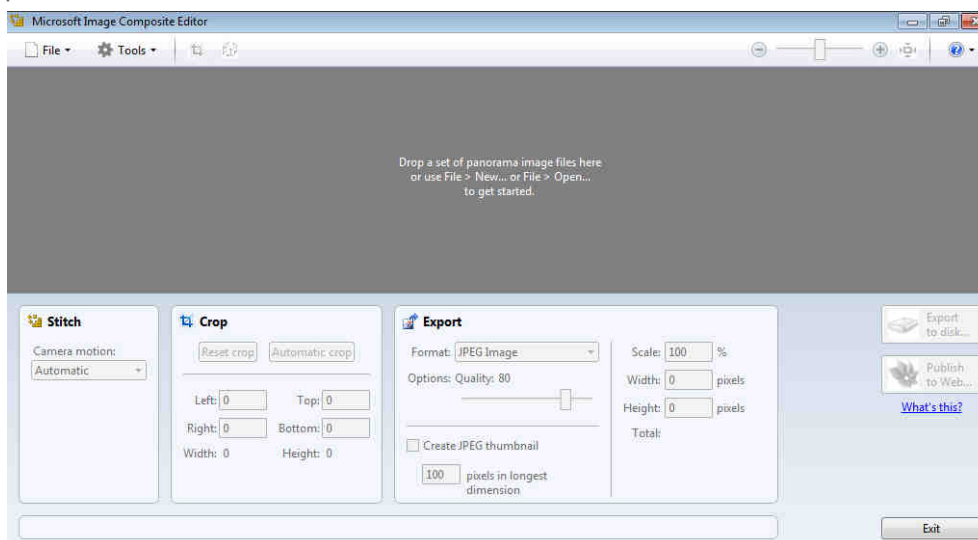 Microsoft Image Composite Editor
File Tools
Drop a set of panorama image files here
or use File > New... or File > Open...
to get started.
Stitch
Camera motion:
Automatic
Crop
Reset crop Automatic crop
Left: 0 Top: 0
Right: 0 Bottom: 0
Width: 0 Height: 0
Export
Format: JPEG Image
Options: Quality: 80
Create JPEG thumbnail
100 pixels in longest
dimension
Scale: 100 %
Width: 0 pixels
Height: 0 pixels
Total:
Export
to disk...
Publish
to Web...
What's this?
Exit